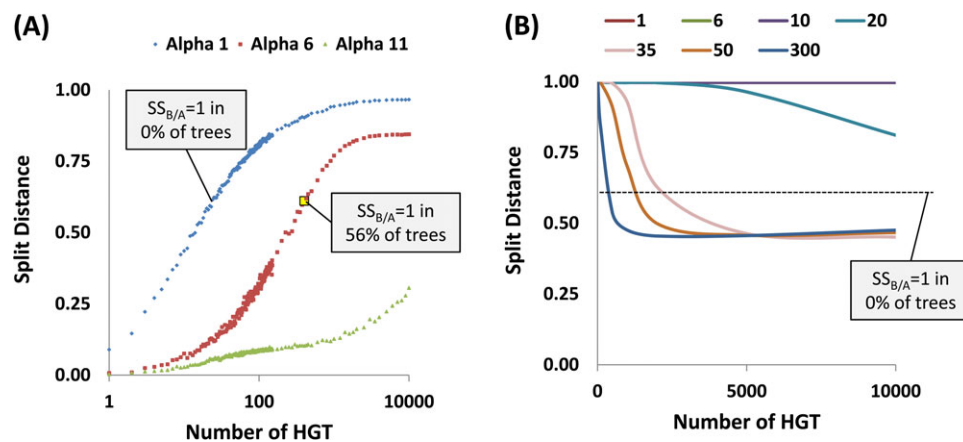 (A)
Alpha 1 Alpha 6 Alpha 11
1.00
0.75
0.50
0.25
0.00
Split Distance
SS_B/A=1 in
0% of trees
SS_B/A=1 in
56% of trees
1 100 10000
Number of HGT
(B)
1 6 10 20
35 50 300
1.00
0.75
0.50
0.25
0.00
Split Distance
SS_B/A=1 in
0% of trees
0 5000 10000
Number of HGT